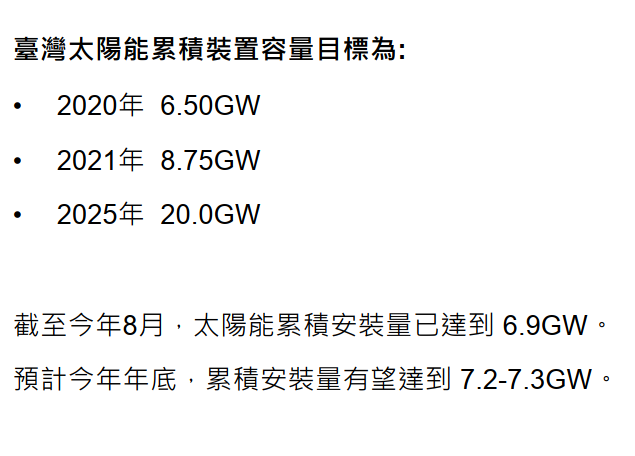 臺灣太陽能累積裝置容量目標為:
• 2020年 6.50GW
• 2021年 8.75GW
• 2025年 20.0GW
截至今年8月，太陽能累積安裝量已達到 6.9GW。
預計今年年底，累積安裝量有望達到 7.2-7.3GW。